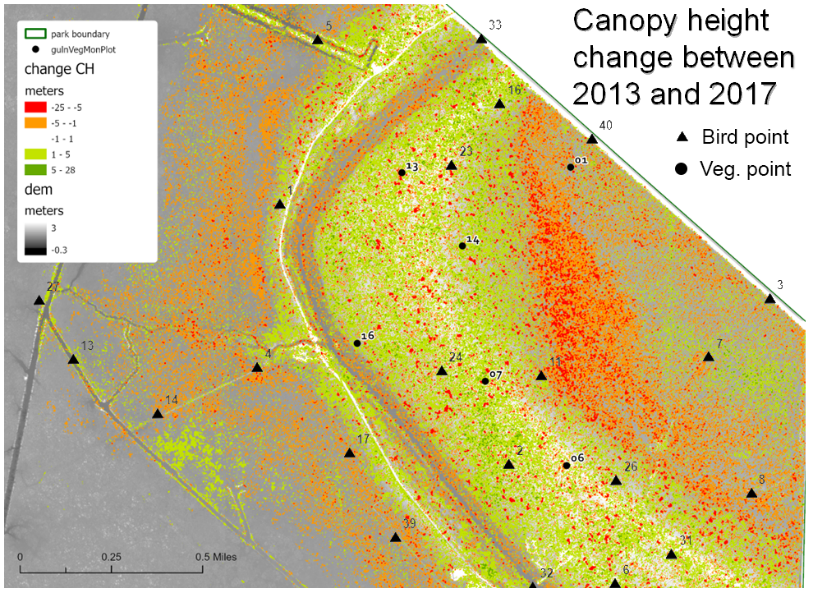 Canopy height
change between
2013 and 2017
Bird point
Veg. point
park boundary
gulnVegMonPlot
change CH
meters
-25 - -5
-5 - -1
-1 - 1
1 - 5
5 - 28
dem
meters
3
-0.3
5
33
16
40
01
23
13
1
14
27
3
16
7
13
4
24
07
11
14
17
2
06
26
8
39
31
32
6
0
0.25
0.5 Miles